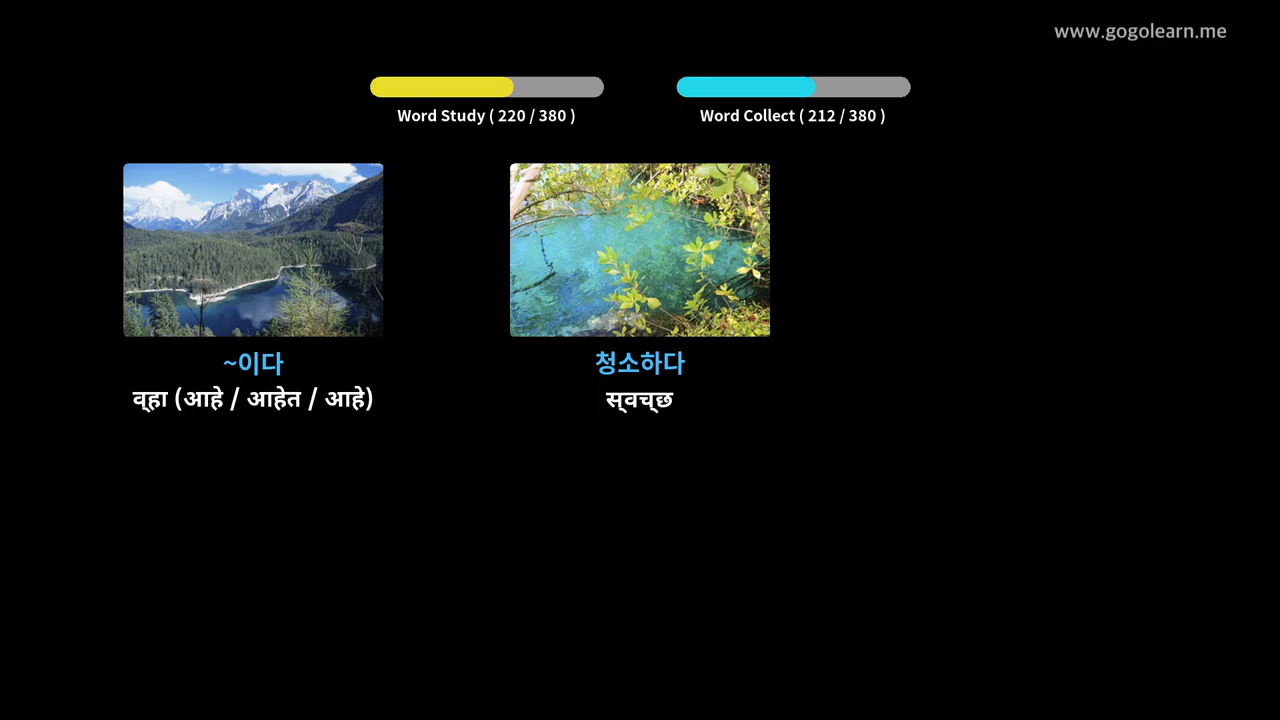 www.gogolearn.me
Word Study ( 220 / 380 )
Word Collect ( 212 / 380 )
~이다
व्हा (आहे / आहेत / आहे)
청소하다
स्वच्छ